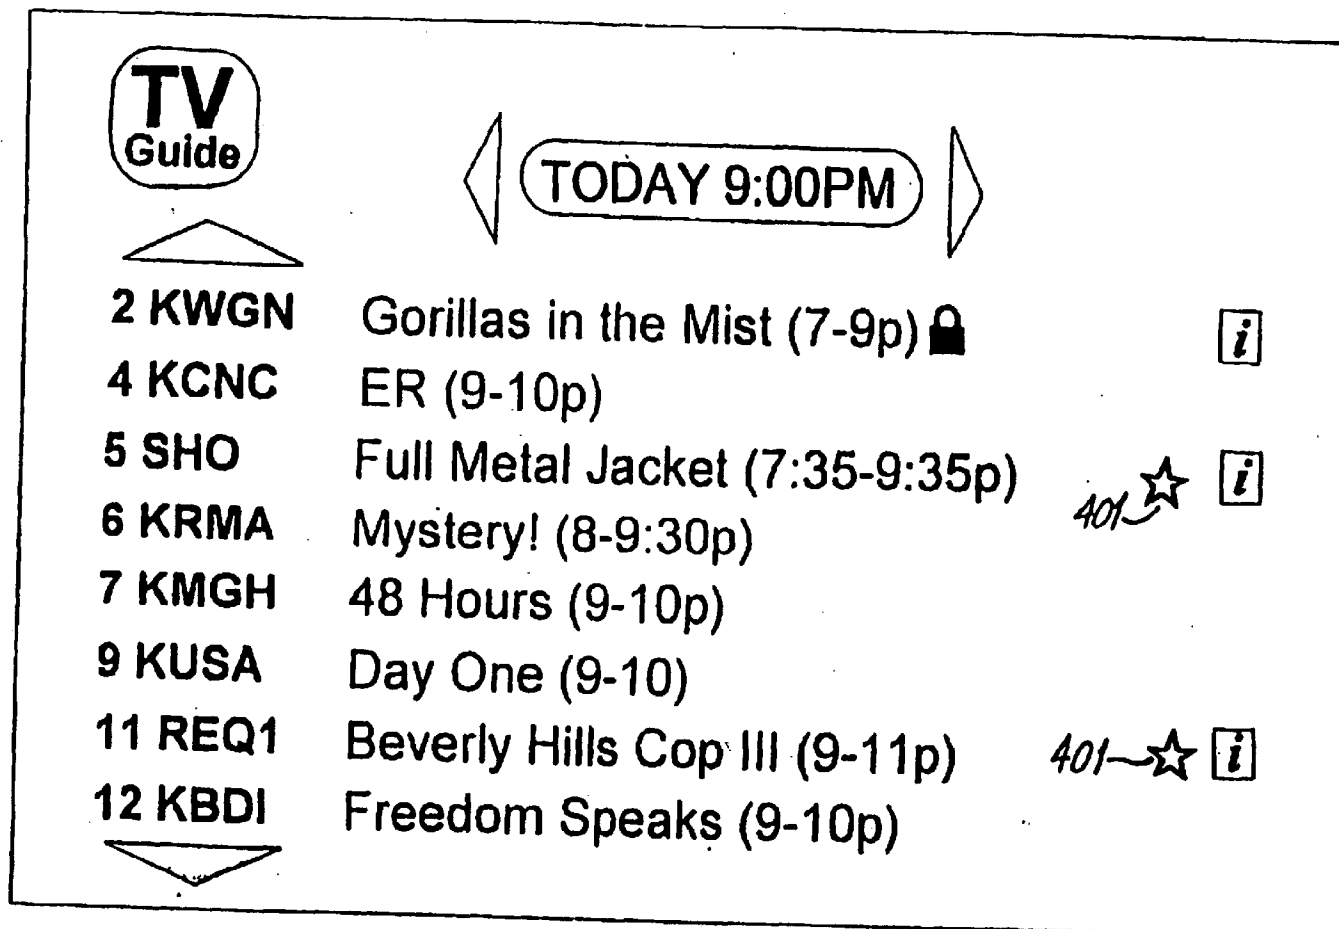 TV
Guide
TODAY 9:00PM
2 KWGN Gorillas in the Mist (7-9p) i
4 KCNC ER (9-10p)
5 SHO Full Metal Jacket (7:35-9:35p) 401 i
6 KRMA Mystery! (8-9:30p)
7 KMGH 48 Hours (9-10p)
9 KUSA Day One (9-10)
11 REQ1 Beverly Hills Cop III (9-11p) 401 i
12 KBDI Freedom Speaks (9-10p)